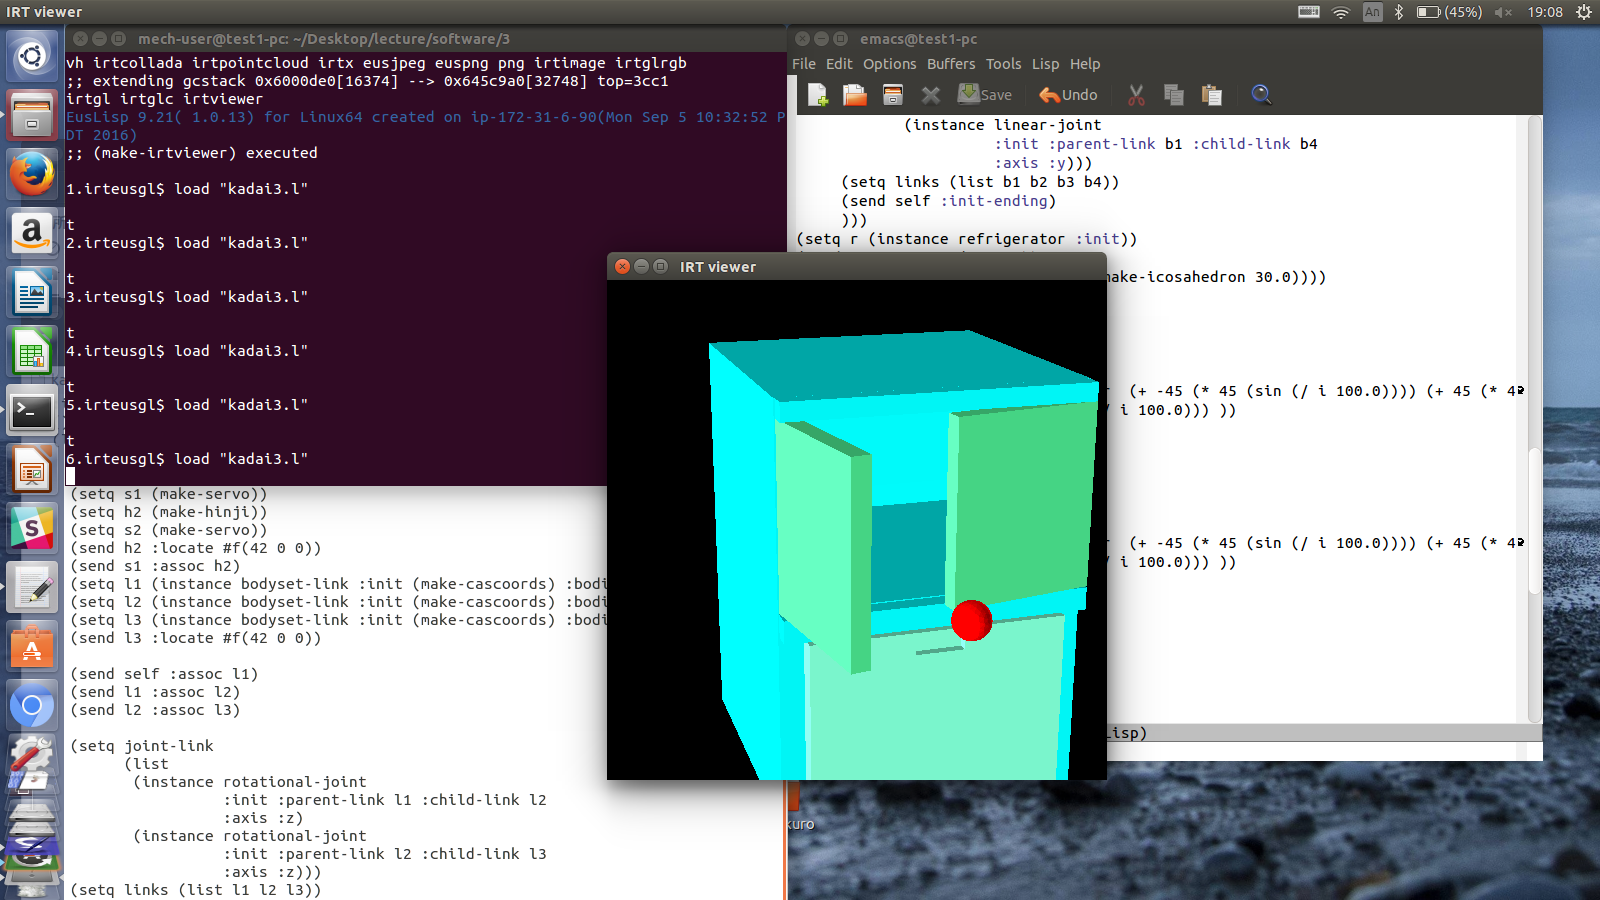 IRT viewer
An
(45%)
19:08
mech-user@test1-pc: ~/Desktop/lecture/software/3
vh irtcollada irtpointcloud irtx eusjpeg euspng png irtimage irtglrgb
;; extending gcstack 0x6000de0[16374] --> 0x645c9a0[32748] top=3cc1
irtgl irtglc irtviewer
EusLisp 9.21( 1.0.13) for Linux64 created on ip-172-31-6-90(Mon Sep 5 10:32:52 P
DT 2016)
;; (make-irtviewer) executed
1.irteusgl$ load "kadai3.l"
t
2.irteusgl$ load "kadai3.l"
t
3.irteusgl$ load "kadai3.l"
t
4.irteusgl$ load "kadai3.l"
t
5.irteusgl$ load "kadai3.l"
t
6.irteusgl$ load "kadai3.l"
(setq s1 (make-servo))
(setq h2 (make-hinji))
(setq s2 (make-servo))
(send h2 :locate #f(42 0 0))
(send s1 :assoc h2)
(setq l1 (instance bodyset-link :init (make-cascoords) :bodi
(setq l2 (instance bodyset-link :init (make-cascoords) :bodi
(setq l3 (instance bodyset-link :init (make-cascoords) :bodi
(send l3 :locate #f(42 0 0))
(send self :assoc l1)
(send l1 :assoc l2)
(send l2 :assoc l3)
(setq joint-link
(list
(instance rotational-joint
:init :parent-link l1 :child-link l2
:axis :z)
(instance rotational-joint
:init :parent-link l2 :child-link l3
:axis :z)))
(setq links (list l1 l2 l3))
emacs@test1-pc
File Edit Options Buffers Tools Lisp Help
Save
Undo
(instance linear-joint
:init :parent-link b1 :child-link b4
:axis :y)))
(setq links (list b1 b2 b3 b4))
(send self :init-ending)
)))
(setq r (instance refrigerator :init))
make-icosahedron 30.0))))
(+ -45 (* 45 (sin (/ i 100.0)))) (+ 45 (* 4
i 100.0))) ))
(+ -45 (* 45 (sin (/ i 100.0)))) (+ 45 (* 4
i 100.0))) ))
Lisp)
IRT viewer
kuro